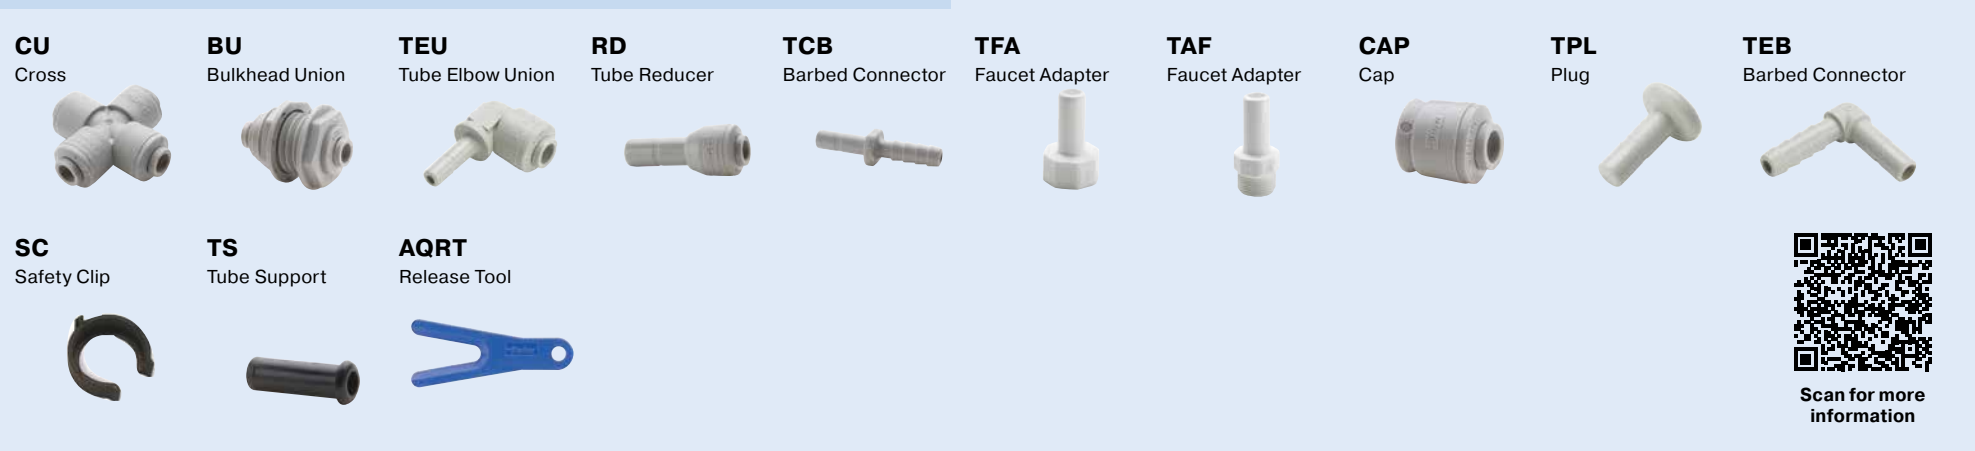 CU
Cross
BU
Bulkhead Union
TEU
Tube Elbow Union
RD
Tube Reducer
TCB
Barbed Connector
TFA
Faucet Adapter
TAF
Faucet Adapter
CAP
Cap
TPL
Plug
TEB
Barbed Connector
SC
Safety Clip
TS
Tube Support
AQRT
Release Tool
Scan for more
information